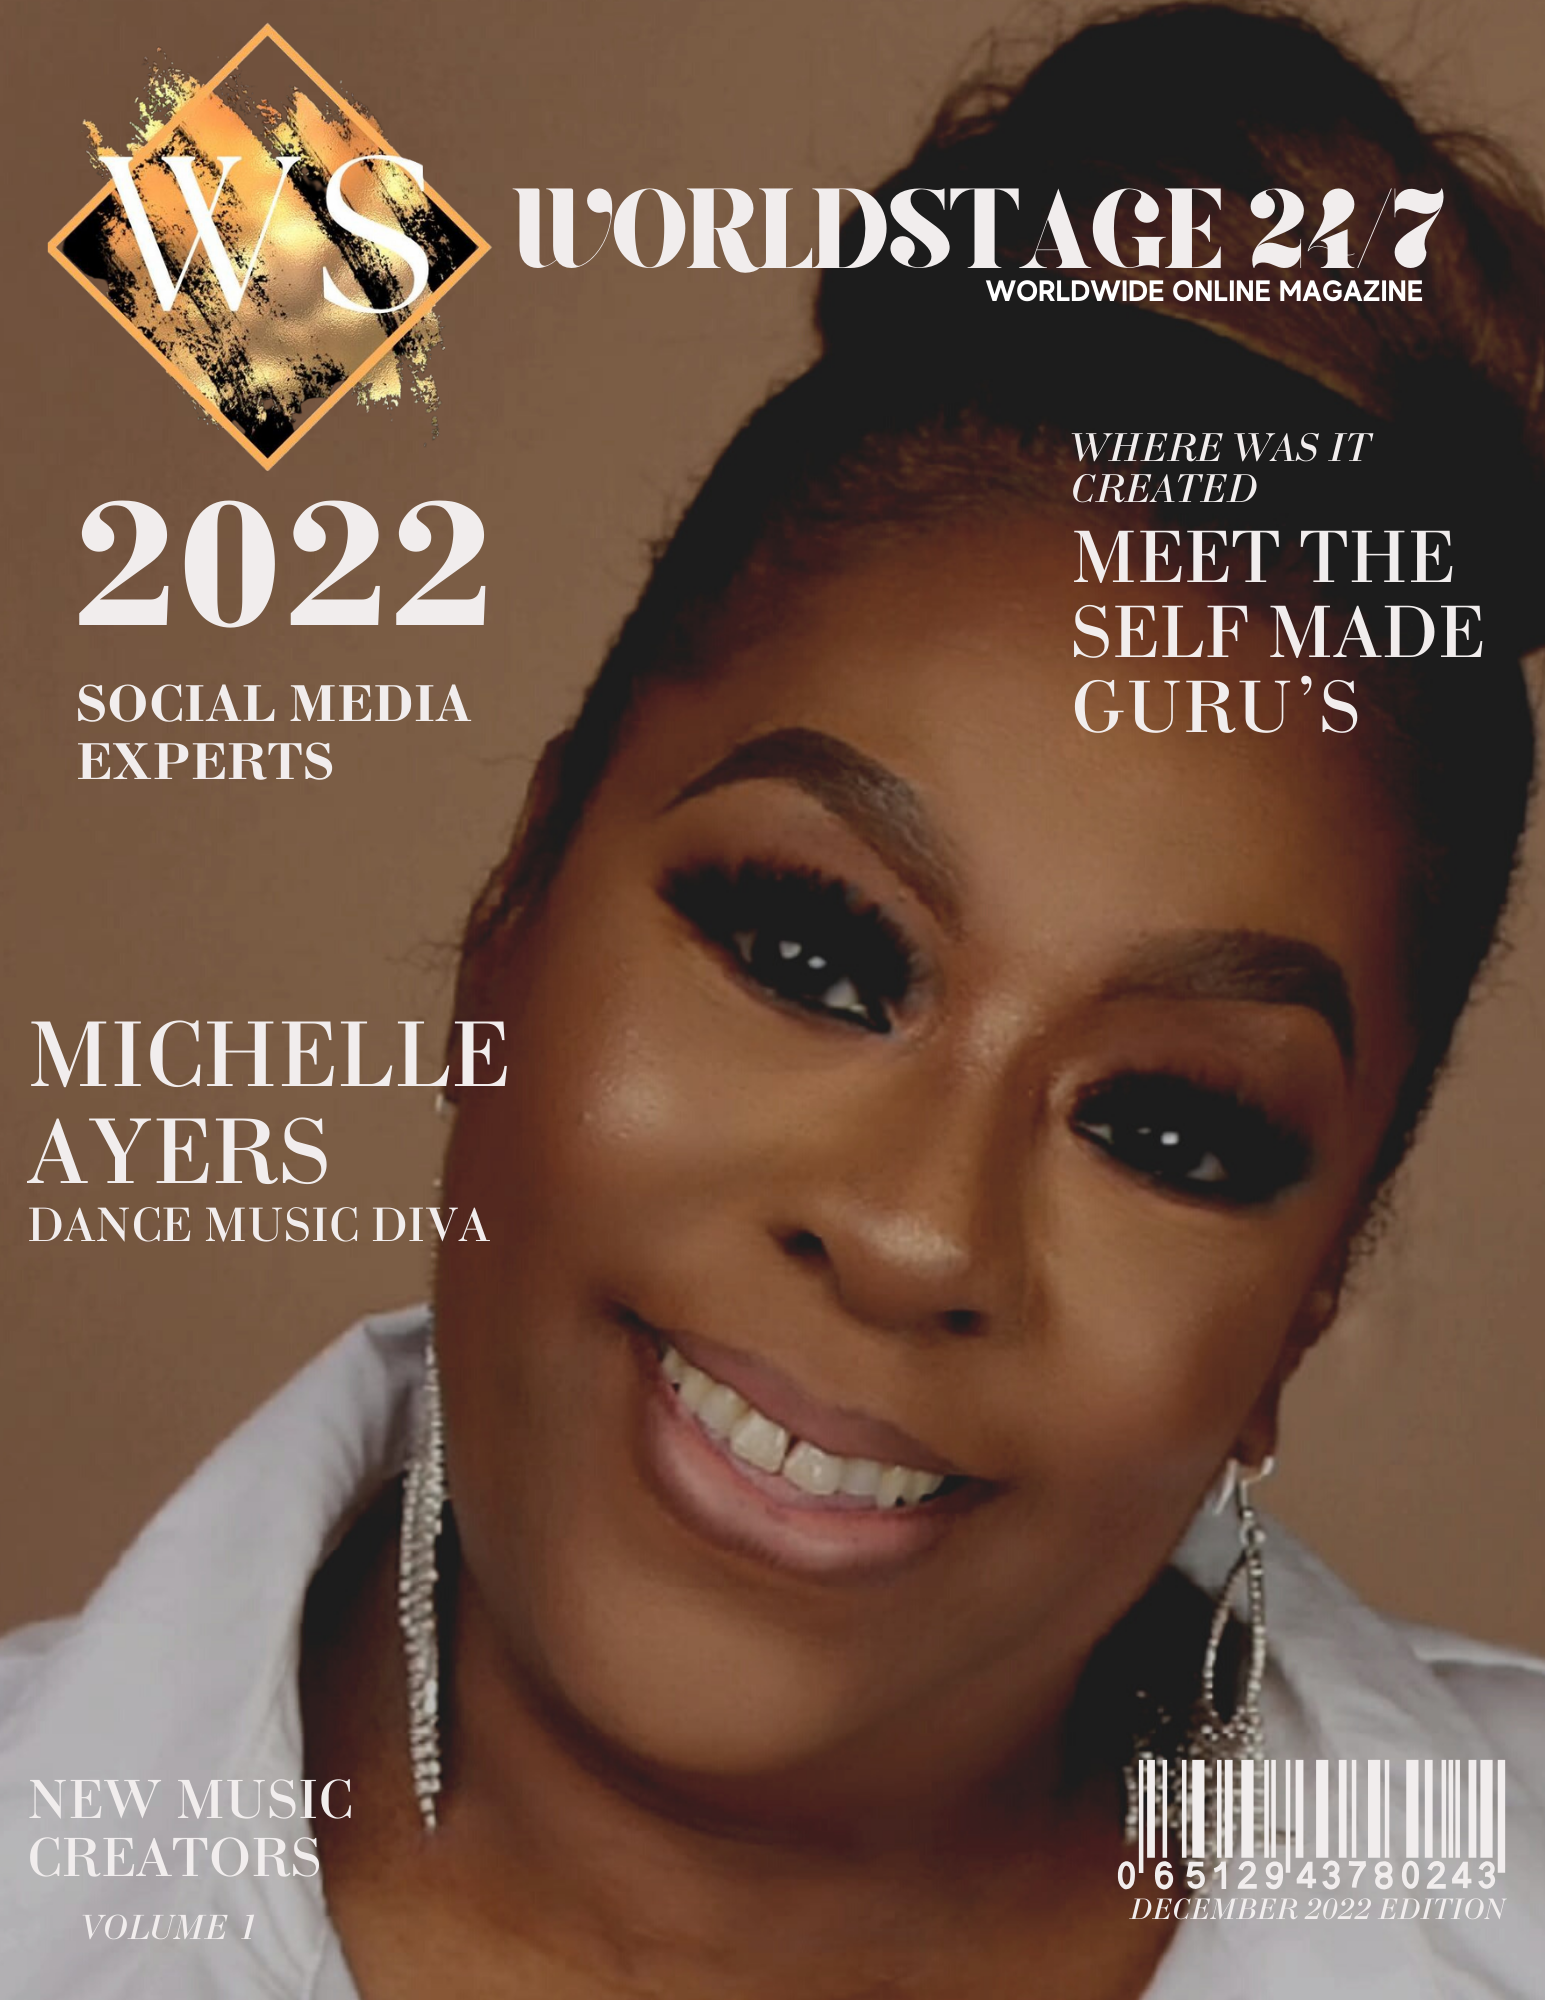 WS
WORLDSTAGE 24/7
WORLDWIDE ONLINE MAGAZINE
WHERE WAS IT
CREATED
MEET THE
SELF MADE
GURU’S
2022
SOCIAL MEDIA
EXPERTS
MICHELLE
AYERS
DANCE MUSIC DIVA
NEW MUSIC
CREATORS
VOLUME 1
0 65129 43780243
DECEMBER 2022 EDITION